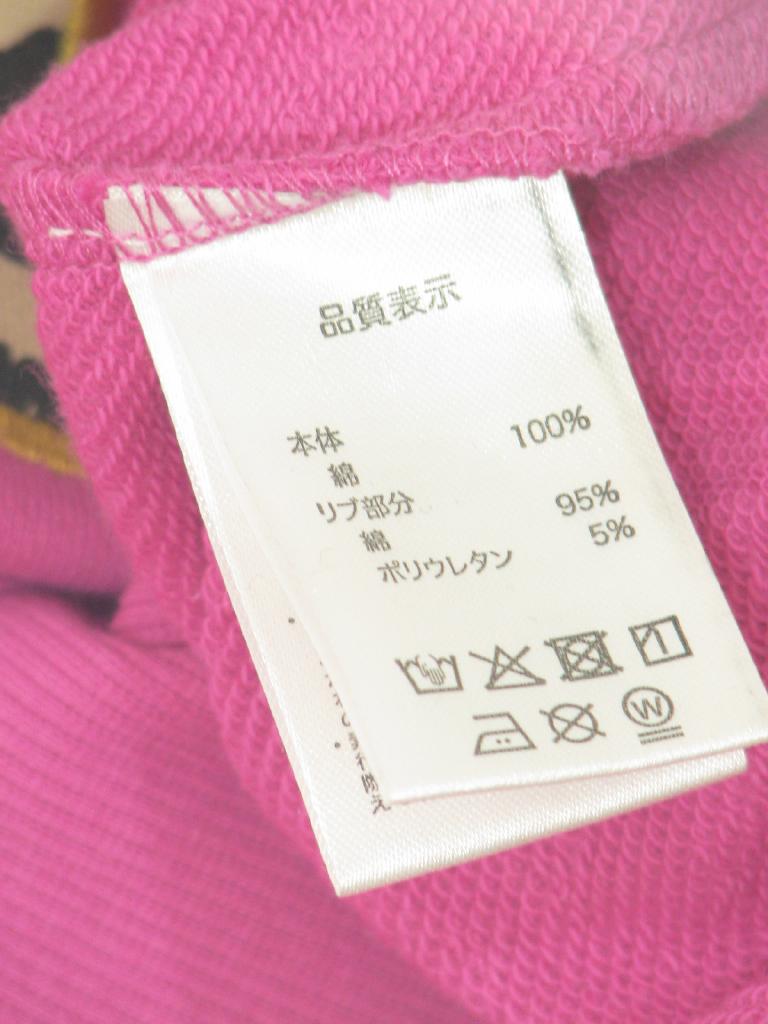 品質表示
本体
綿 100%
リブ部分
綿 95%
ポリウレタン 5%
W